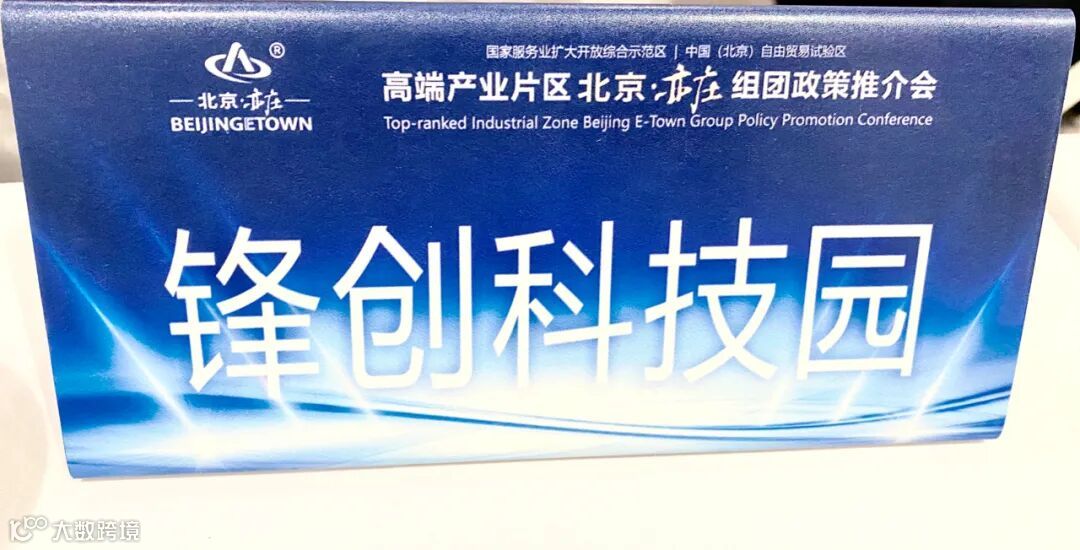 国家服务业扩大开放综合示范区 | 中国（北京）自由贸易试验区
高端产业片区北京·亦庄组团政策推介会
Top-ranked Industrial Zone Beijing E-Town Group Policy Promotion Conference
®
北京·亦庄
BEIJINGETOWN
锋创科技园
大数跨境